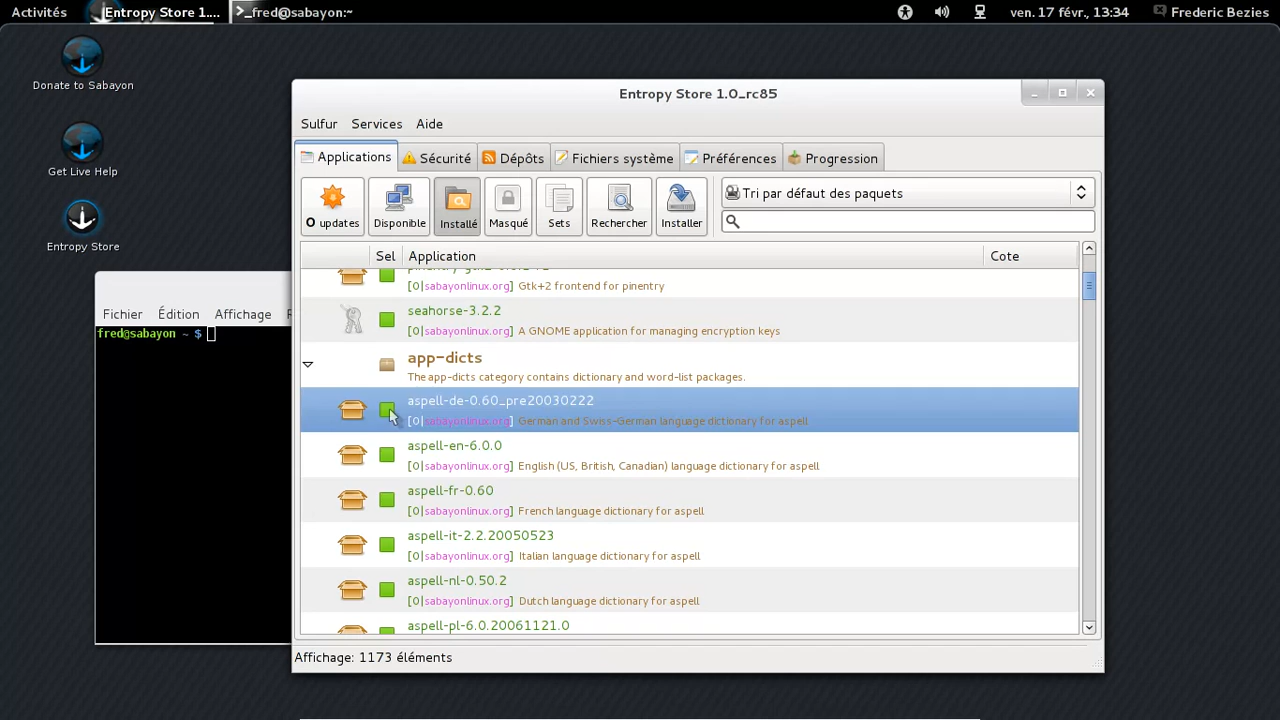 Activités
Entropy Store 1....
fred@sabayon:~
ven. 17 févr., 13:34
Frederic Bezies
Donate to Sabayon
Get Live Help
Entropy Store
Fichier Édition Affichage
fred@sabayon ~ $
Entropy Store 1.0_rc85
Sulfur Services Aide
Applications Sécurité Dépôts Fichiers système Préférences Progression
0 updates Disponible Installé Masqué Sets Rechercher Installer
Tri par défaut des paquets
Sel Application Cote
[0|sabayonlinux.org] Gtk+2 frontend for pinentry
seahorse-3.2.2
[0|sabayonlinux.org] A GNOME application for managing encryption keys
app-dicts
The app-dicts category contains dictionary and word-list packages.
aspell-de-0.60_pre20030222
[0|sabayonlinux.org] German and Swiss-German language dictionary for aspell
aspell-en-6.0.0
[0|sabayonlinux.org] English (US, British, Canadian) language dictionary for aspell
aspell-fr-0.60
[0|sabayonlinux.org] French language dictionary for aspell
aspell-it-2.2.20050523
[0|sabayonlinux.org] Italian language dictionary for aspell
aspell-nl-0.50.2
[0|sabayonlinux.org] Dutch language dictionary for aspell
aspell-pl-6.0.20061121.0
Affichage: 1173 éléments